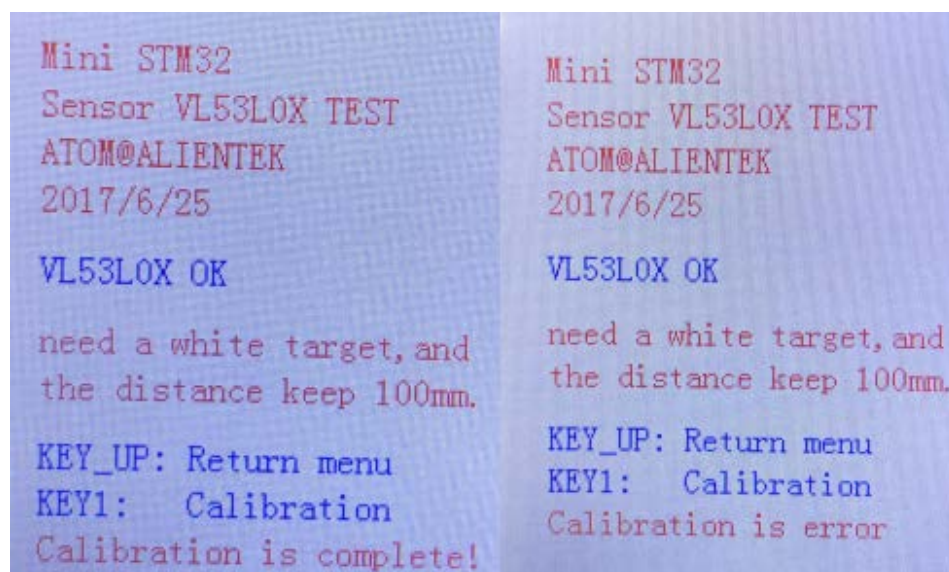 Mini STM32
Sensor VL53L0X TEST
ATOM@ALIENTEK
2017/6/25
VL53L0X OK
need a white target,and
the distance keep 100mm.
KEY_UP: Return menu
KEY1:   Calibration
Calibration is complete!
Mini STM32
Sensor VL53L0X TEST
ATOM@ALIENTEK
2017/6/25
VL53L0X OK
need a white target,and
the distance keep 100mm.
KEY_UP: Return menu
KEY1:   Calibration
Calibration is error